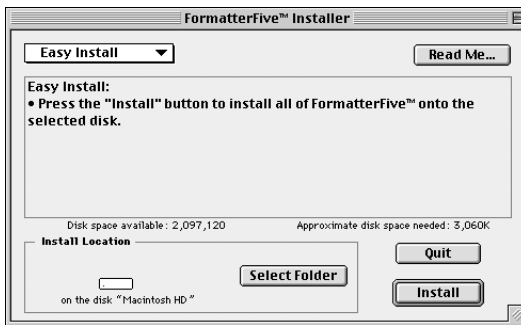 FormatterFive™ Installer
Easy Install
Read Me...
Easy Install:
• Press the "Install" button to install all of FormatterFive™ onto the
selected disk.
Disk space available: 2,097,120
Approximate disk space needed: 3,060K
Install Location
on the disk "Macintosh HD"
Select Folder
Quit
Install